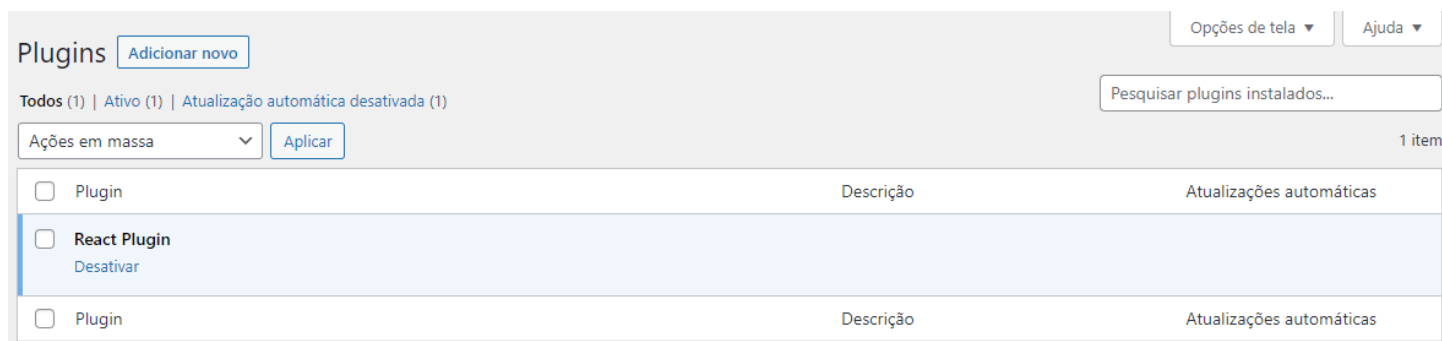 Opções de tela ▼ Ajuda ▼
Plugins Adicionar novo
Todos (1) | Ativo (1) | Atualização automática desativada (1)
Pesquisar plugins instalados...
Ações em massa Aplicar
1 item
Plugin Descrição Atualizações automáticas
React Plugin
Desativar
Plugin Descrição Atualizações automáticas